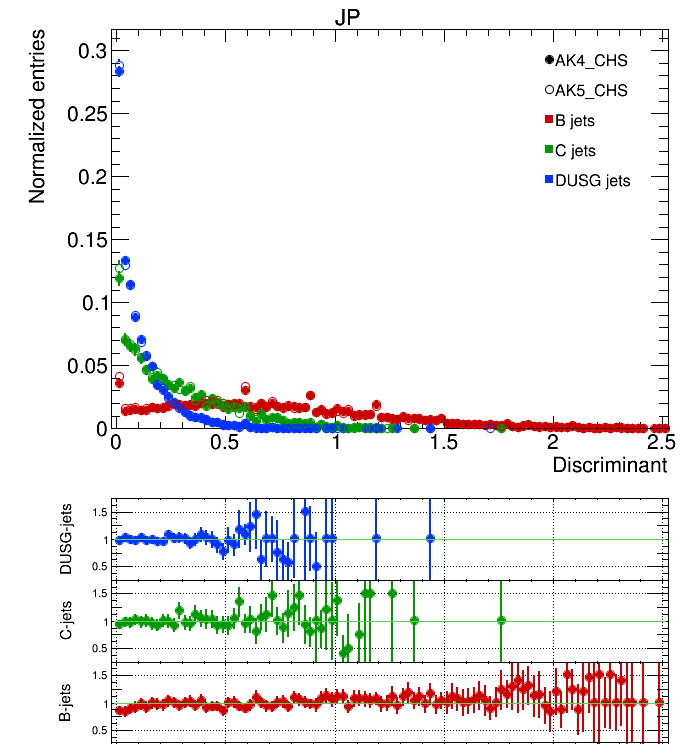 JP
Normalized entries
0.3
0.25
0.2
0.15
0.1
0.05
0
AK4_CHS
AK5_CHS
B jets
C jets
DUSG jets
0 0.5 1 1.5 2 2.5
Discriminant
DUSG-jets
1.5
1
0.5
C-jets
1.5
1
0.5
B-jets
1.5
1
0.5